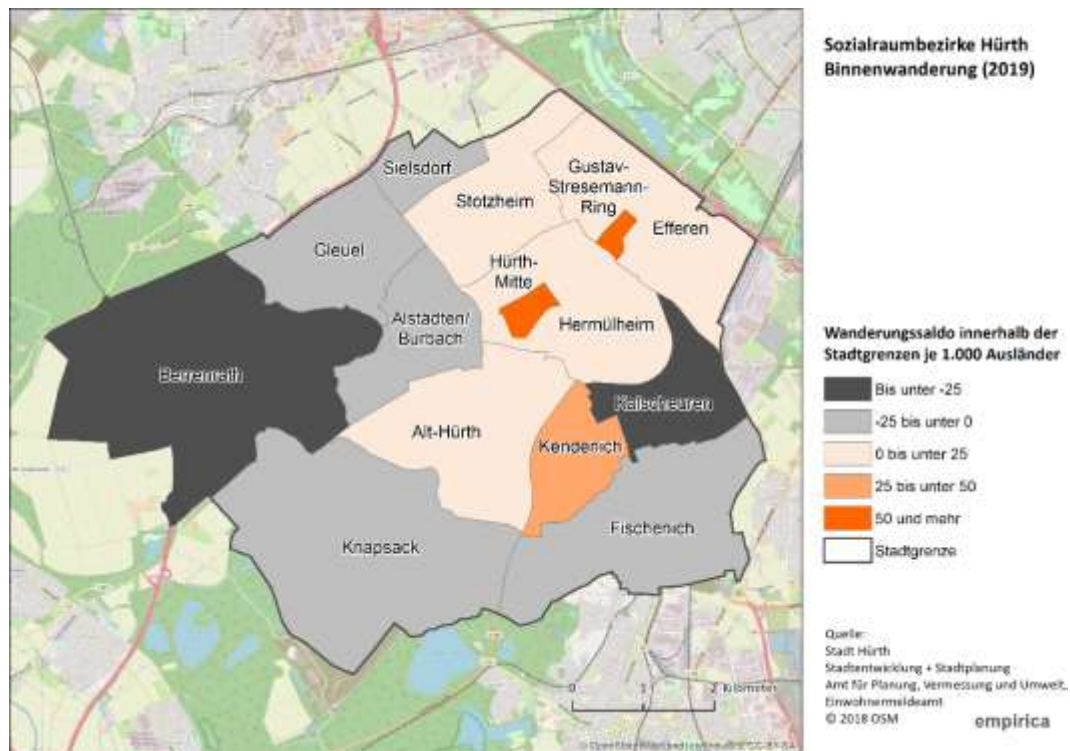 Sozialraumbezirke Hürth
Binnenwanderung (2019)
Sielsdorf
Stotzheim
Gustav-
Stresemann-
Ring
Efferen
Gleuel
Hürth-
Mitte
Alstädten/
Burbach
Hermülheim
Berrenrath
Kalscheuren
Alt-Hürth
Kendenich
Knapsack
Fischenich
Wanderungssaldo innerhalb der
Stadtgrenzen je 1.000 Ausländer
Bis unter -25
-25 bis unter 0
0 bis unter 25
25 bis unter 50
50 und mehr
Stadtgrenze
0 1 2 Kilometer
Quelle:
Stadt Hürth
Stadtentwicklung + Stadtplanung
Amt für Planung, Vermessung und Umwelt,
Einwohnermeldeamt
© 2018 OSM
empirica